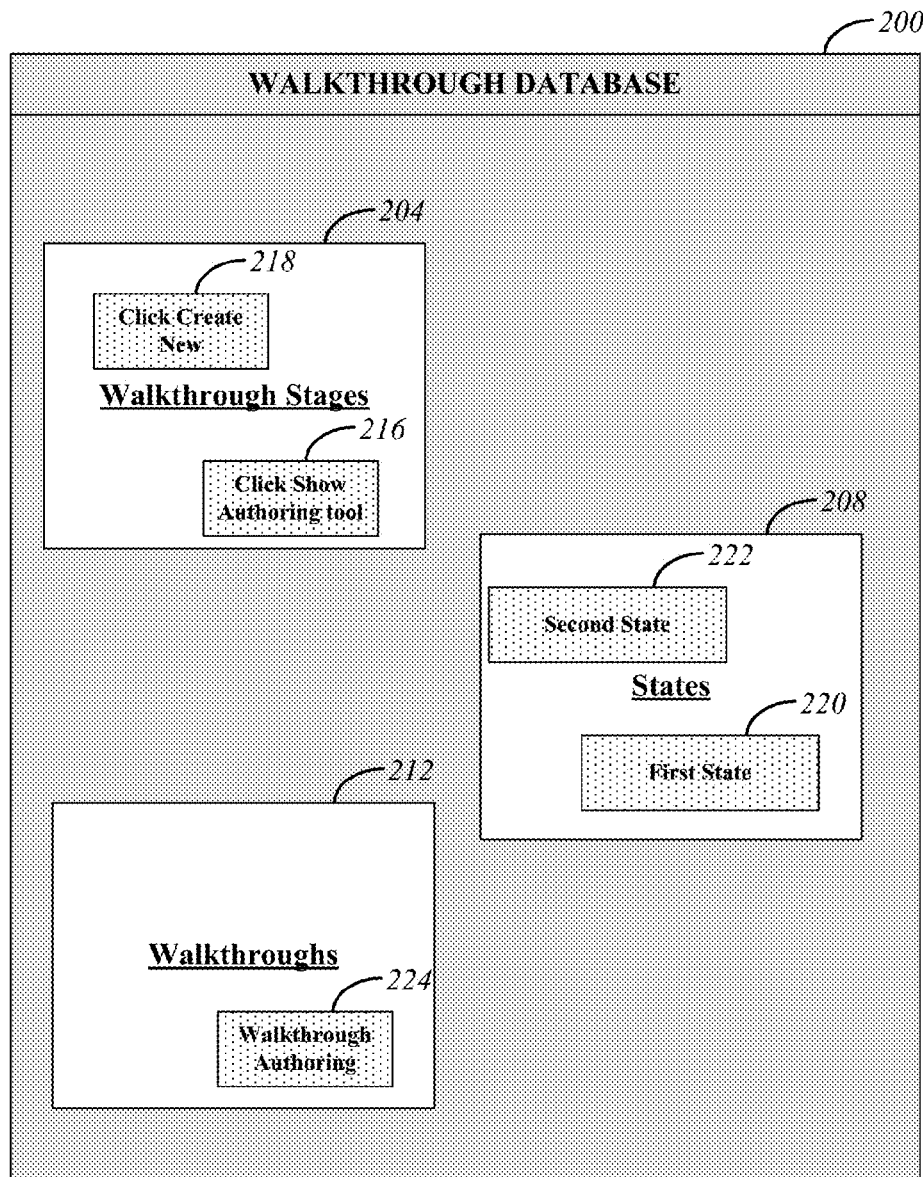 200
WALKTHROUGH DATABASE
204
218
Click Create
New
Walkthrough Stages
216
Click Show
Authoring tool
208
222
Second State
States
220
First State
212
Walkthroughs
224
Walkthrough
Authoring